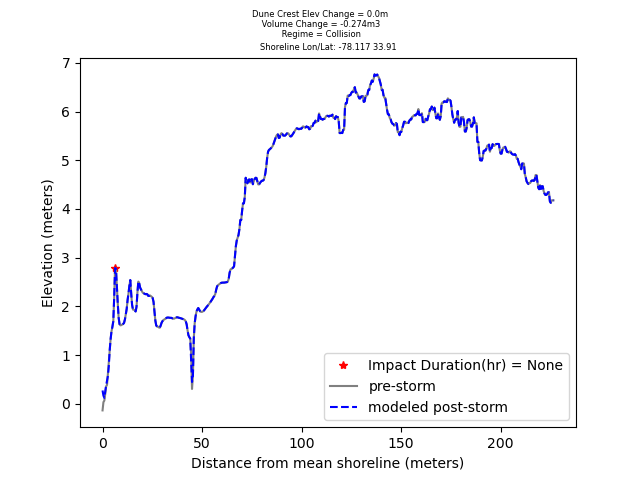 Dune Crest Elev Change = 0.0m
Volume Change = -0.274m3
Regime = Collision
Shoreline Lon/Lat: -78.117 33.91
7
6
5
4
3
2
1
0
Elevation (meters)
Impact Duration(hr) = None
pre-storm
modeled post-storm
0 50 100 150 200
Distance from mean shoreline (meters)